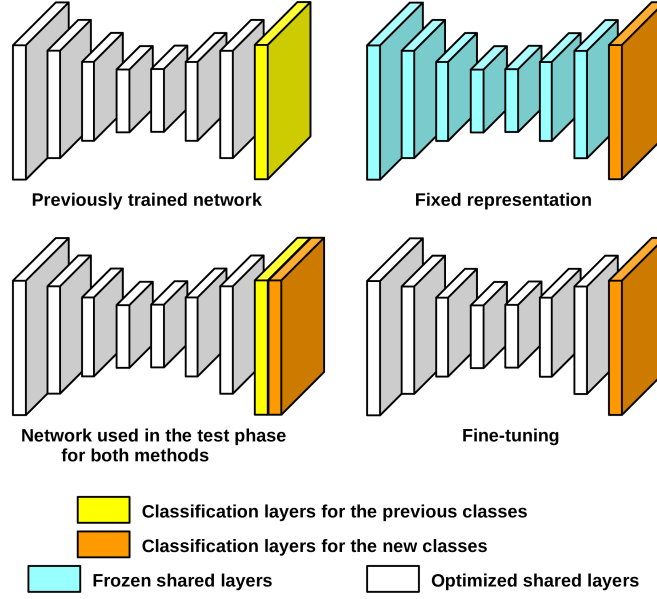 Previously trained network
Fixed representation
Network used in the test phase
for both methods
Fine-tuning
Classification layers for the previous classes
Classification layers for the new classes
Frozen shared layers
Optimized shared layers